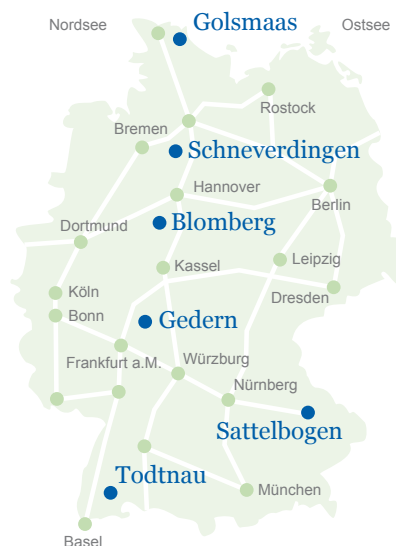 Nordsee
Golsmaas
Ostsee
Rostock
Bremen
Schneverdingen
Hannover
Berlin
Dortmund
Blomberg
Leipzig
Kassel
Köln
Dresden
Bonn
Gedern
Frankfurt a.M.
Würzburg
Nürnberg
Sattelbogen
Todtnau
München
Basel